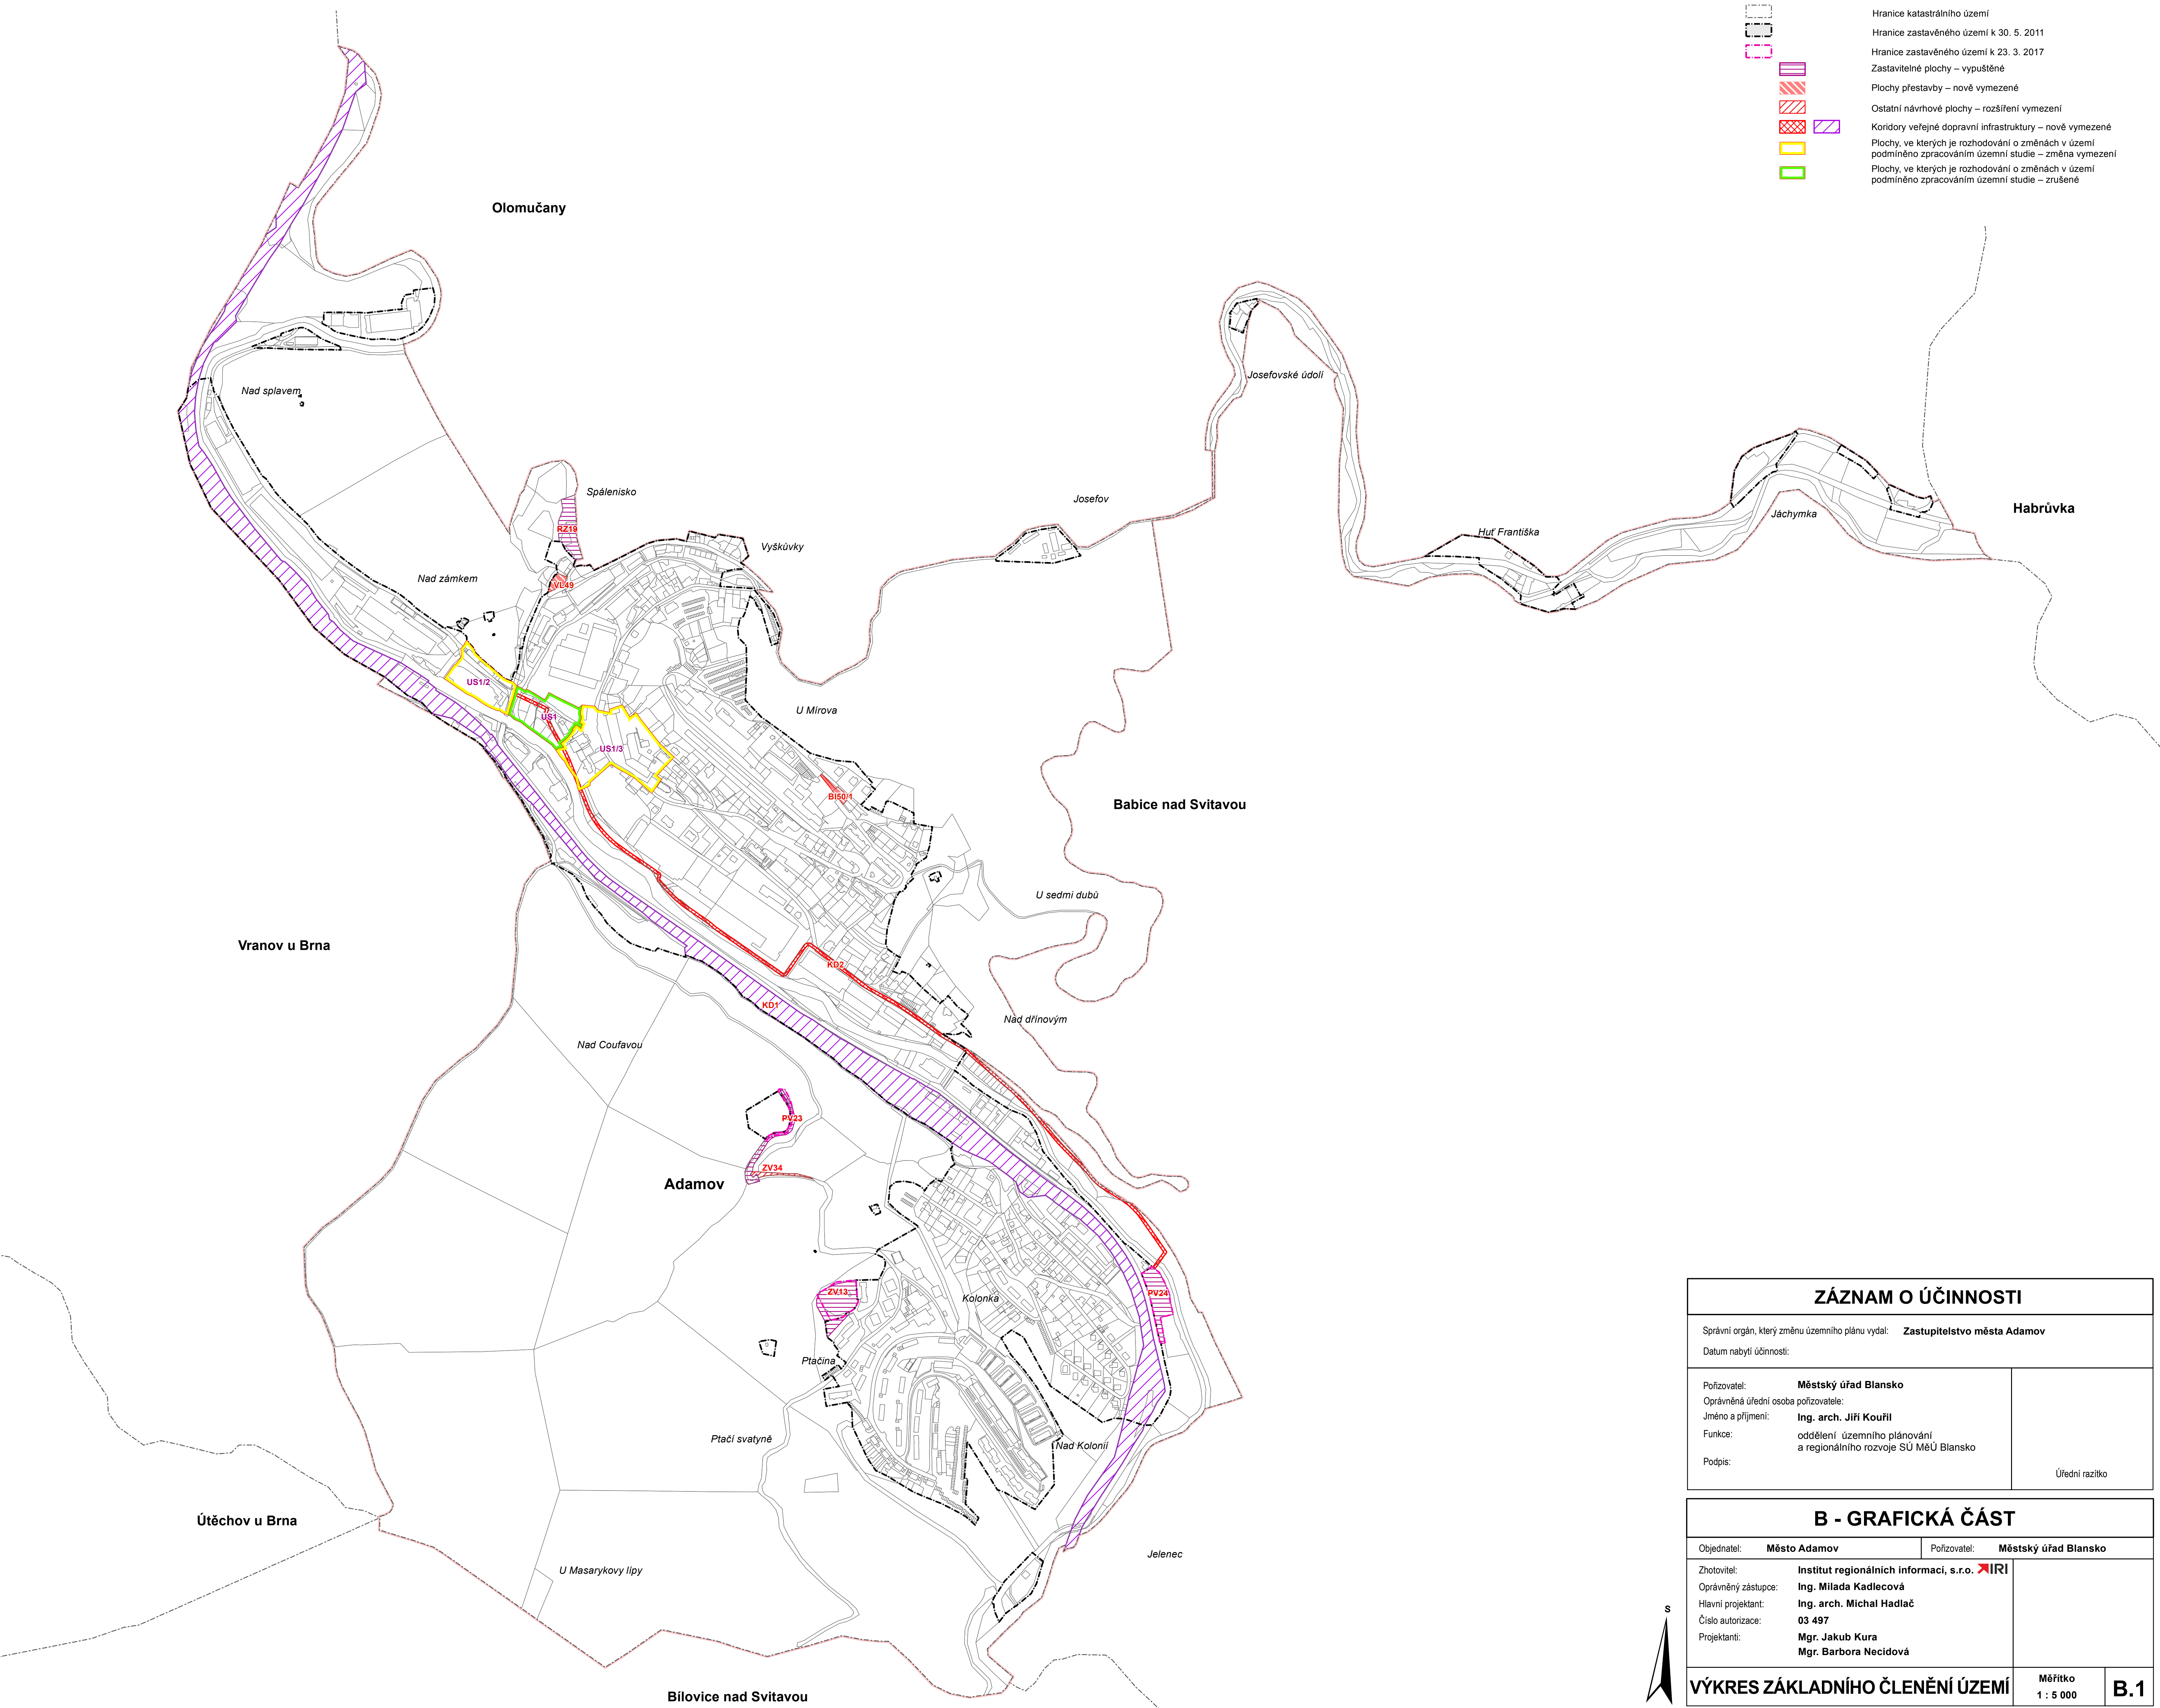 Hranice katastrálního území
Hranice zastavěného území k 30. 5. 2011
Hranice zastavěného území k 23. 3. 2017
Zastavitelné plochy – vypuštěné
Plochy přestavby – nově vymezené
Ostatní návrhové plochy – rozšíření vymezení
Koridory veřejné dopravní infrastruktury – nově vymezené
Plochy, ve kterých je rozhodování o změnách v území
podmíněno zpracováním územní studie – změna vymezení
Plochy, ve kterých je rozhodování o změnách v území
podmíněno zpracováním územní studie – zrušené
Olomučany
Nad splavem
Josefovské údolí
Spálenisko
Josefov
Habrůvka
Jáchymka
RZ19
Huť Františka
Vyškůvky
Nad zámkem
VL49
US1/2
U Mírova
US1
US1/3
BI50/1
Babice nad Svitavou
U sedmi dubů
Vranov u Brna
KD2
KD1
Nad dřínovým
Nad Coufavou
PV23
ZV34
Adamov
ZV13
Kolonka
PV24
Ptačina
Ptačí svatyně
Nad Kolonií
Útěchov u Brna
Jelenec
U Masarykovy lípy
Bílovice nad Svitavou
S
ZÁZNAM O ÚČINNOSTI
Správní orgán, který změnu územního plánu vydal: Zastupitelstvo města Adamov
Datum nabytí účinnosti:
Pořizovatel: Městský úřad Blansko
Oprávněná úřední osoba pořizovatele:
Jméno a příjmení: Ing. arch. Jiří Kouřil
Funkce: oddělení územního plánování
a regionálního rozvoje SÚ MěÚ Blansko
Podpis:
Úřední razítko
B - GRAFICKÁ ČÁST
Objednatel: Město Adamov Pořizovatel: Městský úřad Blansko
Zhotovitel: Institut regionálních informací, s.r.o. IRI
Oprávněný zástupce: Ing. Milada Kadlecová
Hlavní projektant: Ing. arch. Michal Hadlač
Číslo autorizace: 03 497
Projektanti: Mgr. Jakub Kura
Mgr. Barbora Necidová
VÝKRES ZÁKLADNÍHO ČLENĚNÍ ÚZEMÍ
Měřítko
1 : 5 000
B.1